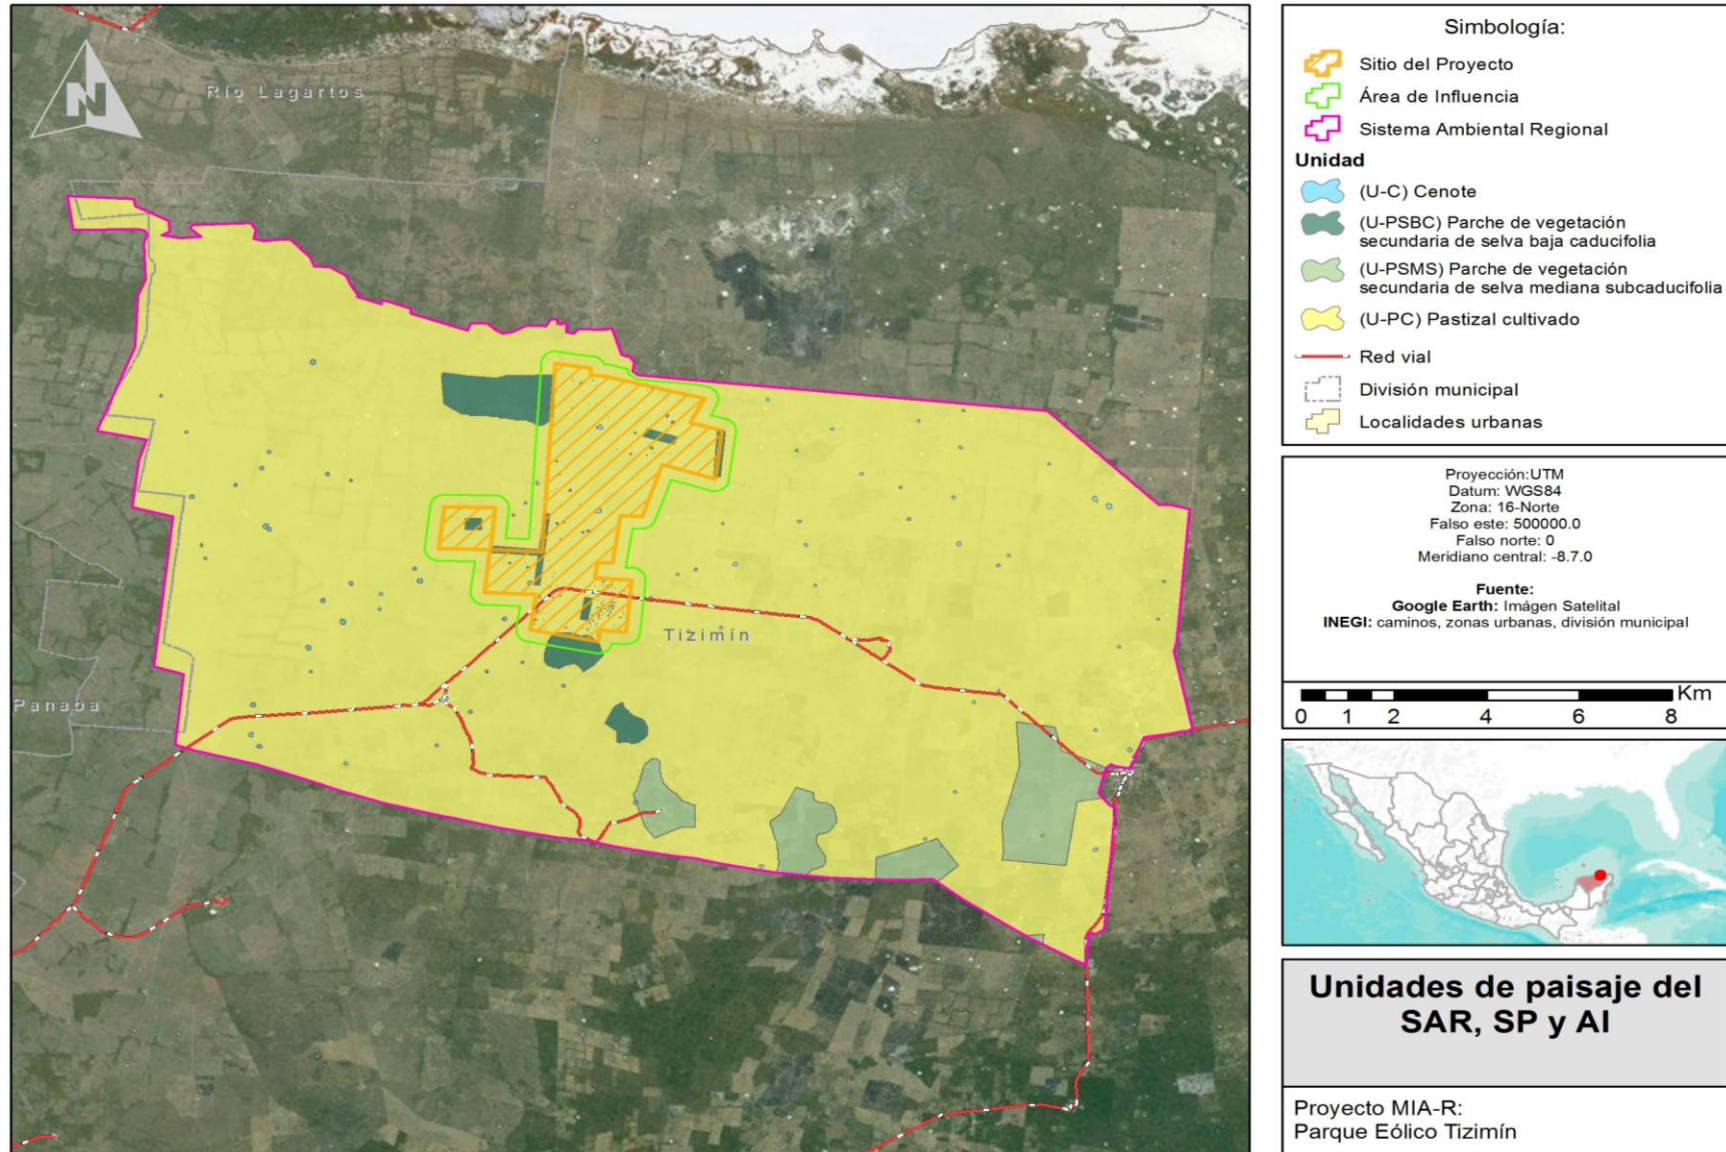 N
Río Lagartos
Tizimín
Panaba
Simbología:
Sitio del Proyecto
Área de Influencia
Sistema Ambiental Regional
Unidad
(U-C) Cenote
(U-PSBC) Parche de vegetación
secundaria de selva baja caducifolia
(U-PSMS) Parche de vegetación
secundaria de selva mediana subcaducifolia
(U-PC) Pastizal cultivado
Red vial
División municipal
Localidades urbanas
Proyección:UTM
Datum: WGS84
Zona: 16-Norte
Falso este: 500000.0
Falso norte: 0
Meridiano central: -8.7.0
Fuente:
Google Earth: Imágen Satelital
INEGI: caminos, zonas urbanas, división municipal
Km
0 1 2 4 6 8
Unidades de paisaje del
SAR, SP y AI
Proyecto MIA-R:
Parque Eólico Tizimín